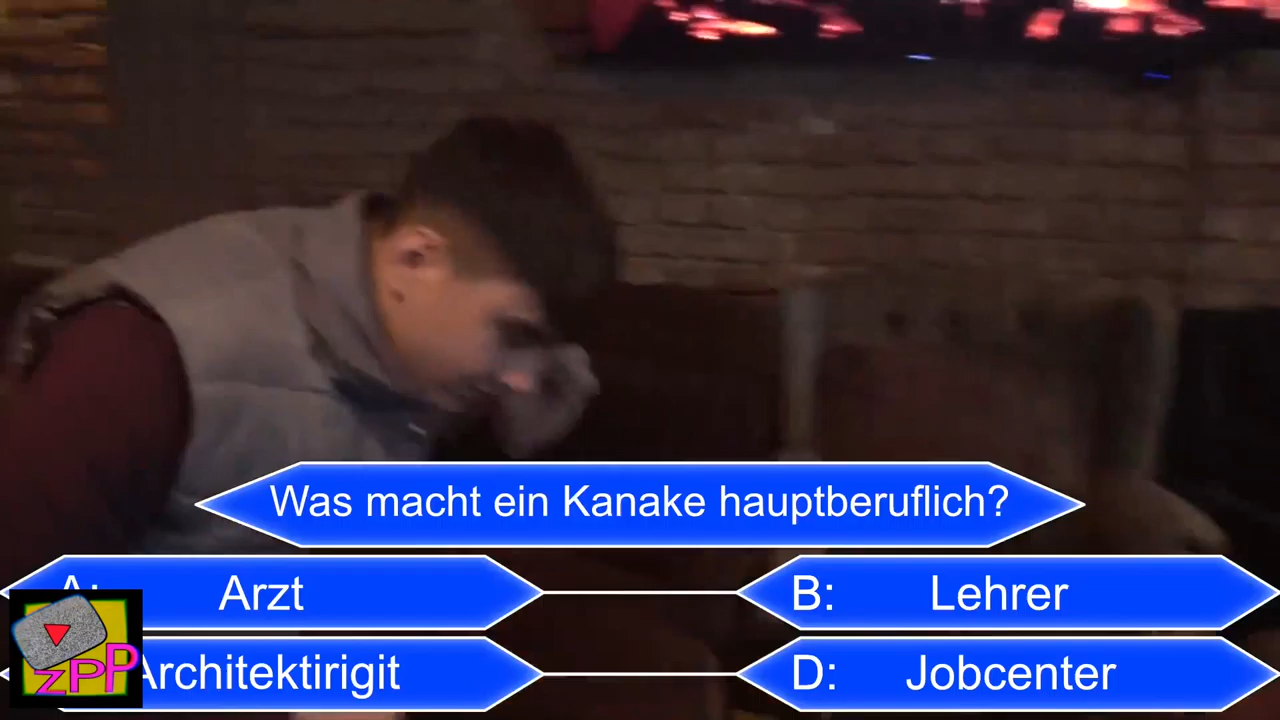 Was macht ein Kanake hauptberuflich?
A: Arzt
B: Lehrer
Architektirigit
D: Jobcenter
ZPP